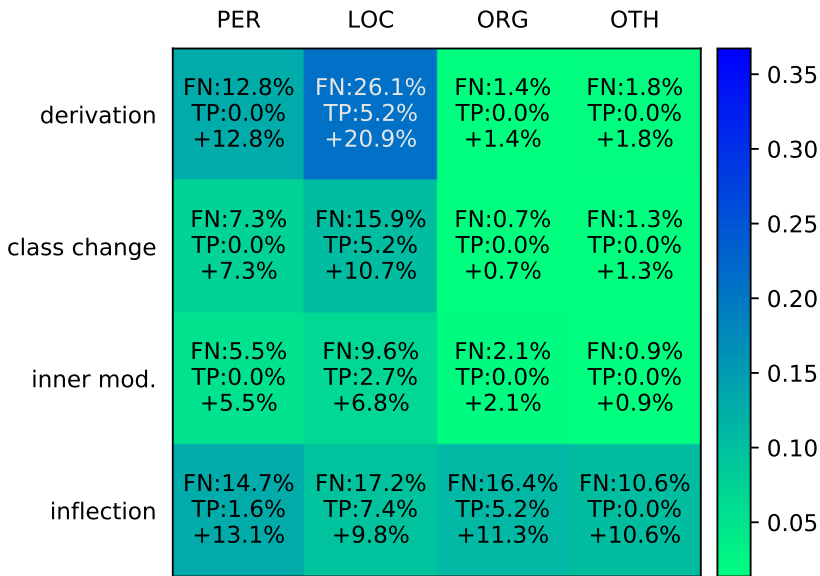 PER LOC ORG OTH
derivation
FN:12.8% FN:26.1% FN:1.4% FN:1.8%
TP:0.0% TP:5.2% TP:0.0% TP:0.0%
+12.8% +20.9% +1.4% +1.8%
class change
FN:7.3% FN:15.9% FN:0.7% FN:1.3%
TP:0.0% TP:5.2% TP:0.0% TP:0.0%
+7.3% +10.7% +0.7% +1.3%
inner mod.
FN:5.5% FN:9.6% FN:2.1% FN:0.9%
TP:0.0% TP:2.7% TP:0.0% TP:0.0%
+5.5% +6.8% +2.1% +0.9%
inflection
FN:14.7% FN:17.2% FN:16.4% FN:10.6%
TP:1.6% TP:7.4% TP:5.2% TP:0.0%
+13.1% +9.8% +11.3% +10.6%
0.35
0.30
0.25
0.20
0.15
0.10
0.05